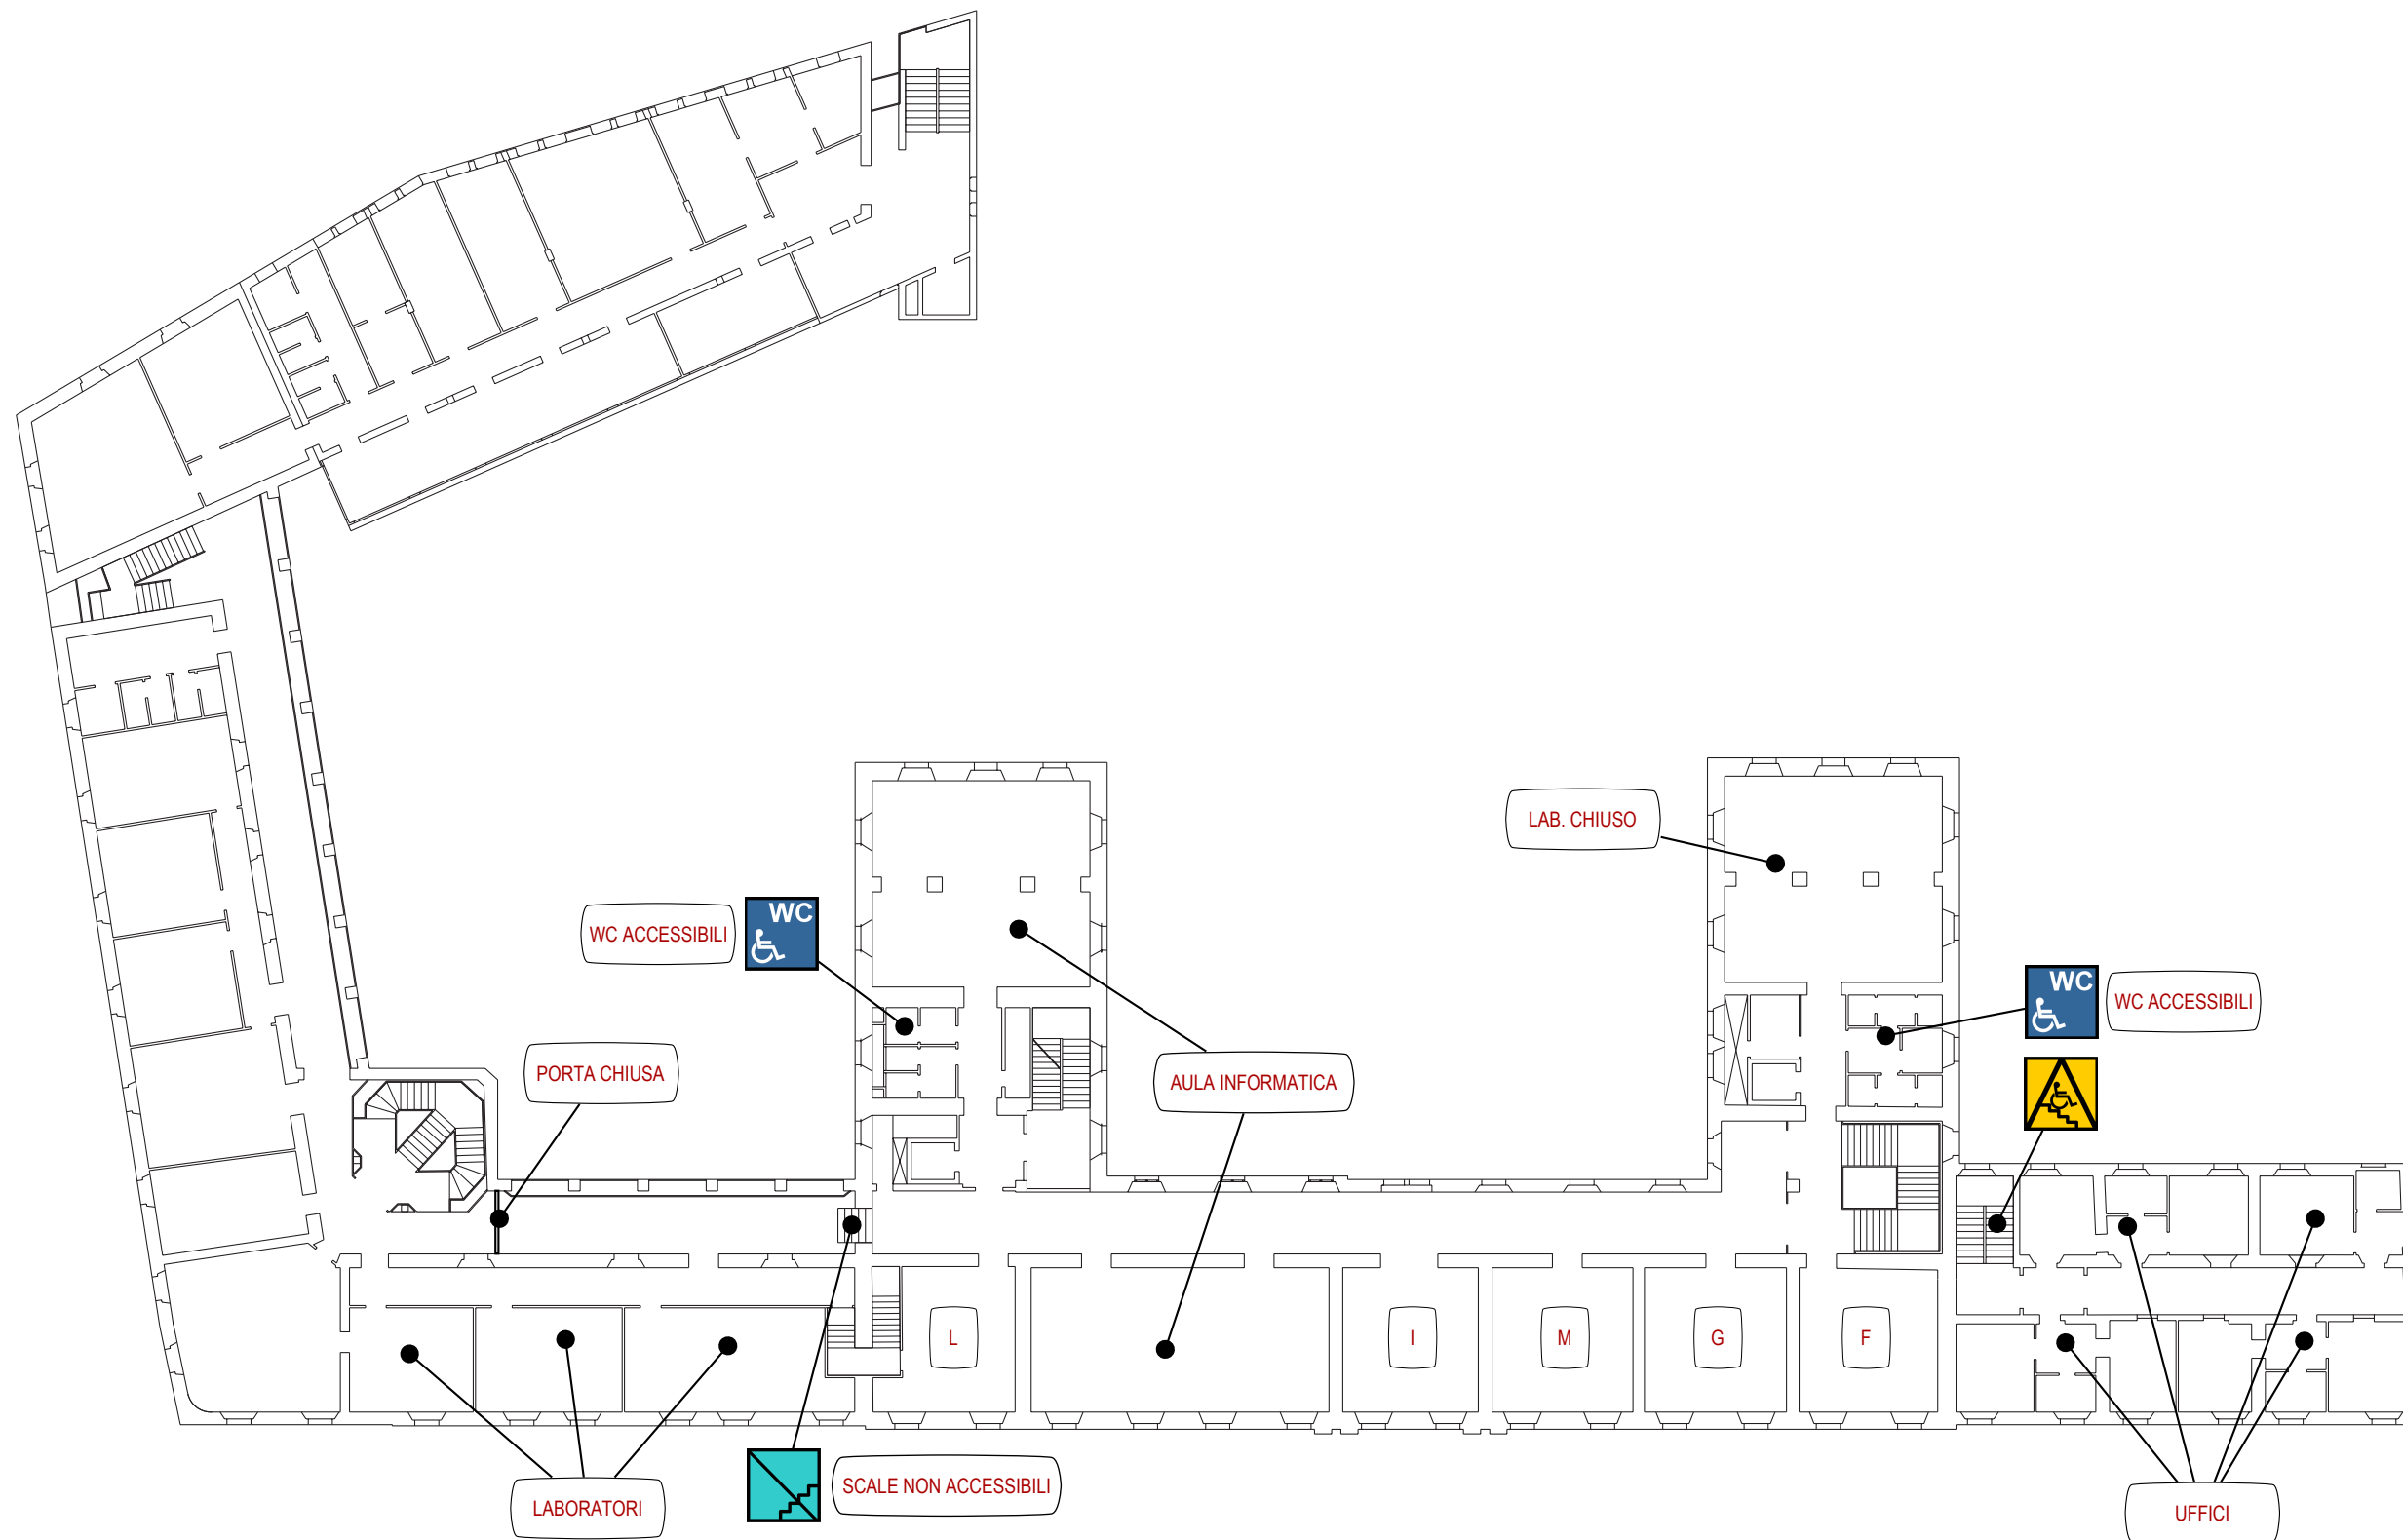 LAB. CHIUSO
WC
WC ACCESSIBILI
WC
WC ACCESSIBILI
PORTA CHIUSA
AULA INFORMATICA
L
I
M
G
F
SCALE NON ACCESSIBILI
LABORATORI
UFFICI